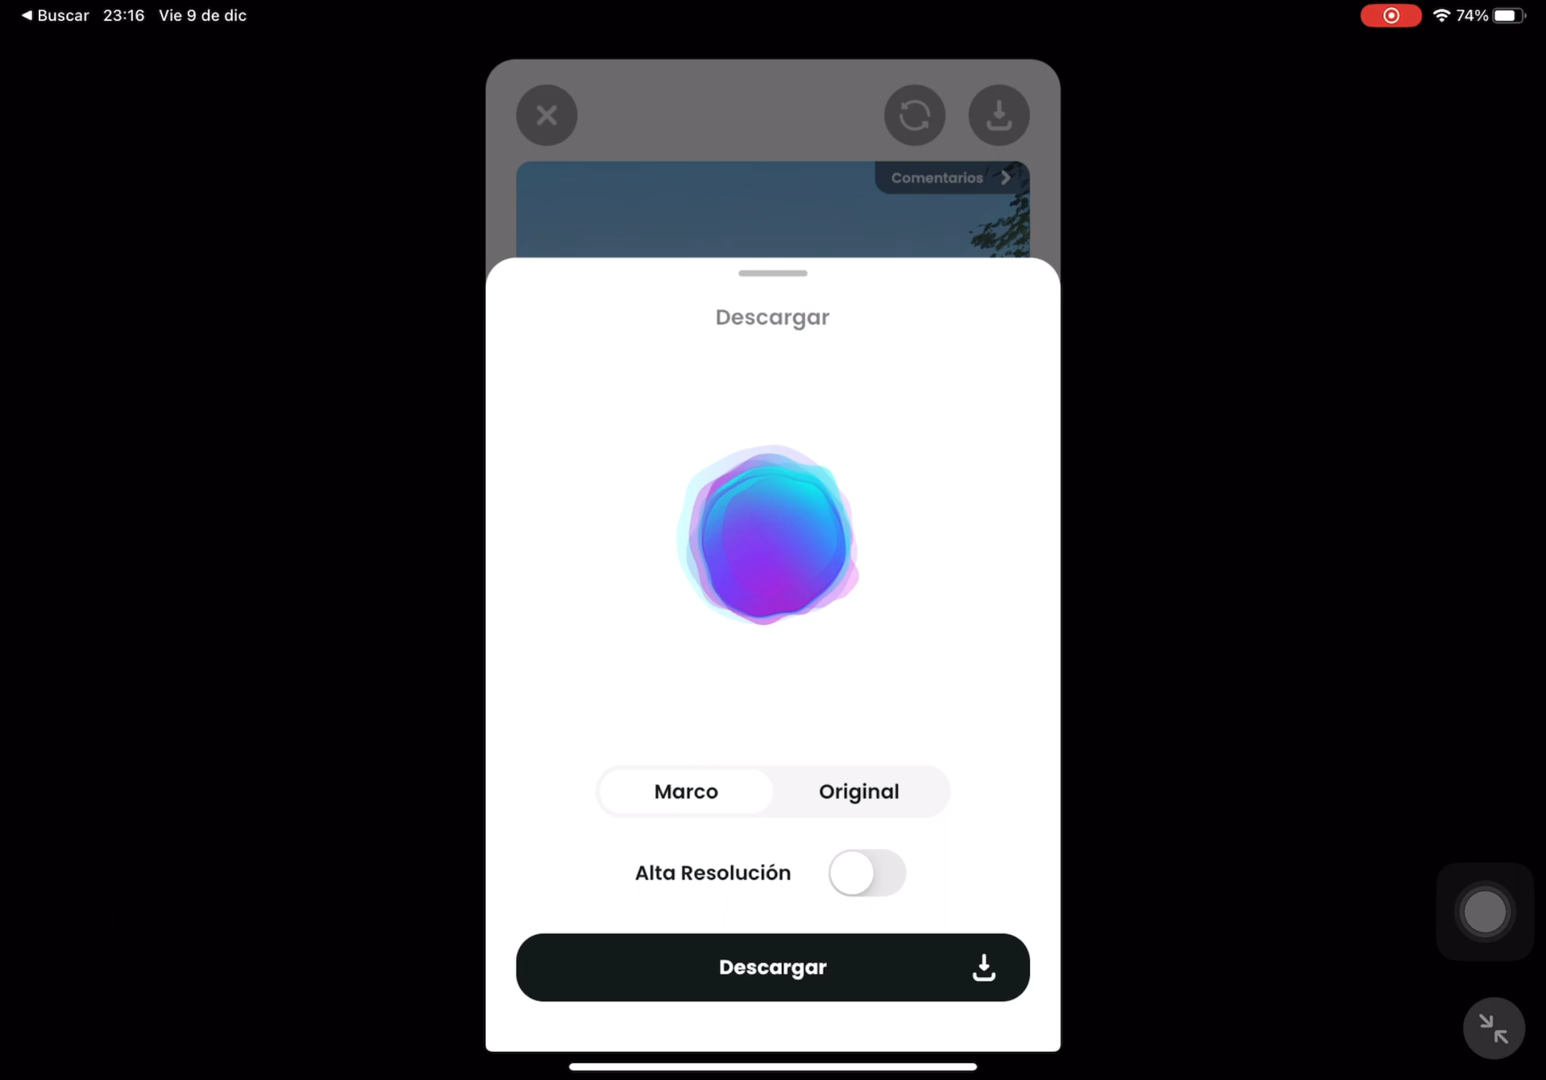 ◀ Buscar 23:16 Vie 9 de dic
74%
Comentarios
Descargar
Marco Original
Alta Resolución
Descargar